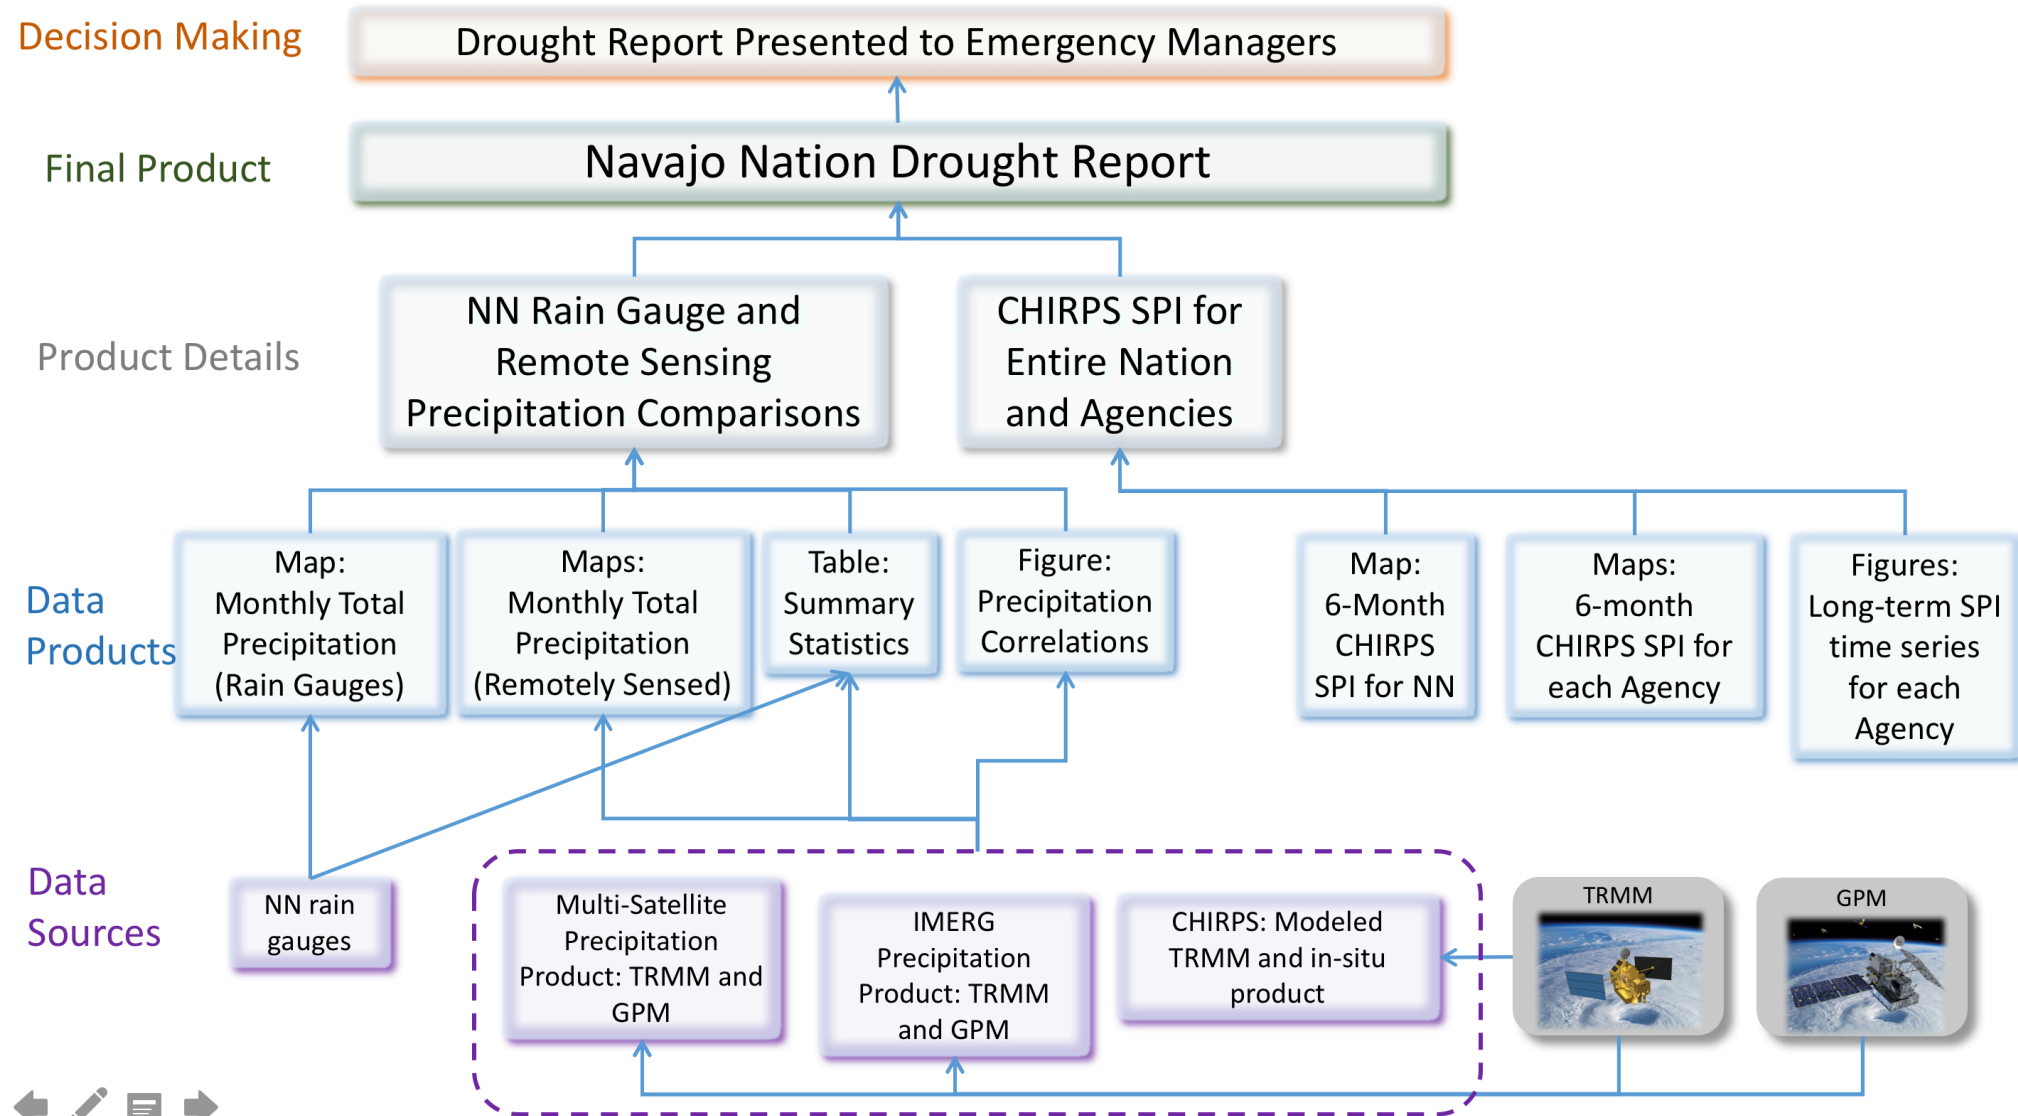 Decision Making
Drought Report Presented to Emergency Managers
Final Product
Navajo Nation Drought Report
Product Details
NN Rain Gauge and
Remote Sensing
Precipitation Comparisons
CHIRPS SPI for
Entire Nation
and Agencies
Data
Products
Map:
Monthly Total
Precipitation
(Rain Gauges)
Maps:
Monthly Total
Precipitation
(Remotely Sensed)
Table:
Summary
Statistics
Figure:
Precipitation
Correlations
Map:
6-Month
CHIRPS
SPI for NN
Maps:
6-month
CHIRPS SPI for
each Agency
Figures:
Long-term SPI
time series
for each
Agency
Data
Sources
NN rain
gauges
Multi-Satellite
Precipitation
Product: TRMM and
GPM
IMERG
Precipitation
Product: TRMM
and GPM
CHIRPS: Modeled
TRMM and in-situ
product
TRMM
GPM